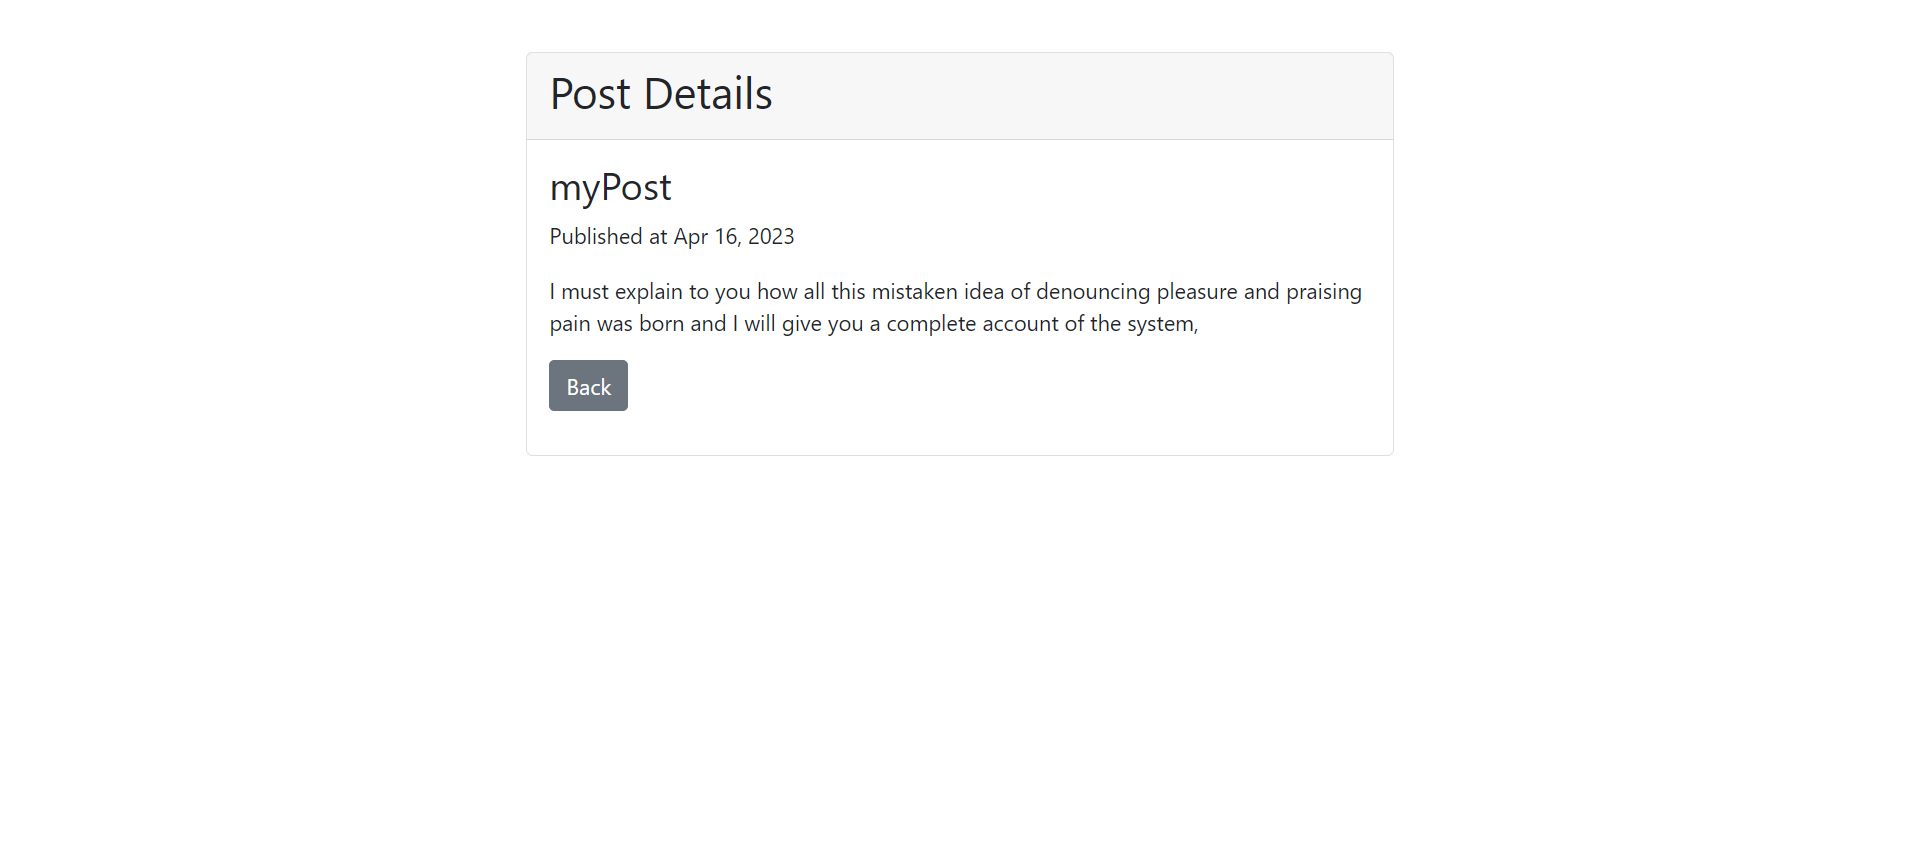 Post Details
myPost
Published at Apr 16, 2023
I must explain to you how all this mistaken idea of denouncing pleasure and praising
pain was born and I will give you a complete account of the system,
Back